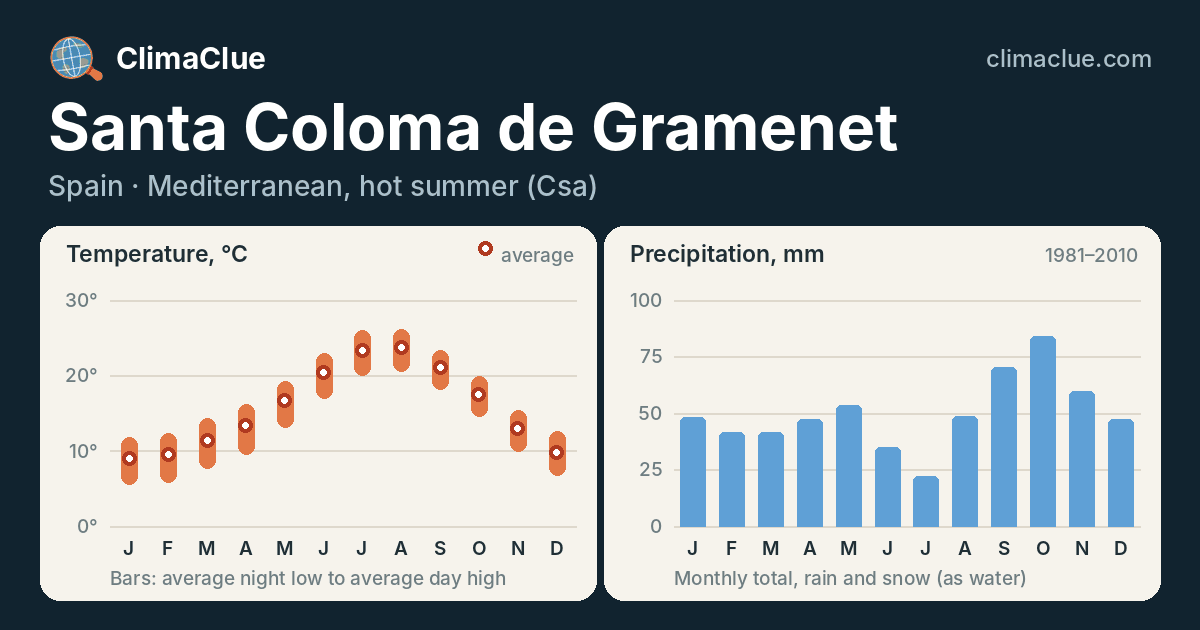 ClimaClue
climaclue.com
Santa Coloma de Gramenet
Spain · Mediterranean, hot summer (Csa)
Temperature, °C
average
30°
20°
10°
0°
J F M A M J J A S O N D
Bars: average night low to average day high
Precipitation, mm
1981–2010
100
75
50
25
0
J F M A M J J A S O N D
Monthly total, rain and snow (as water)